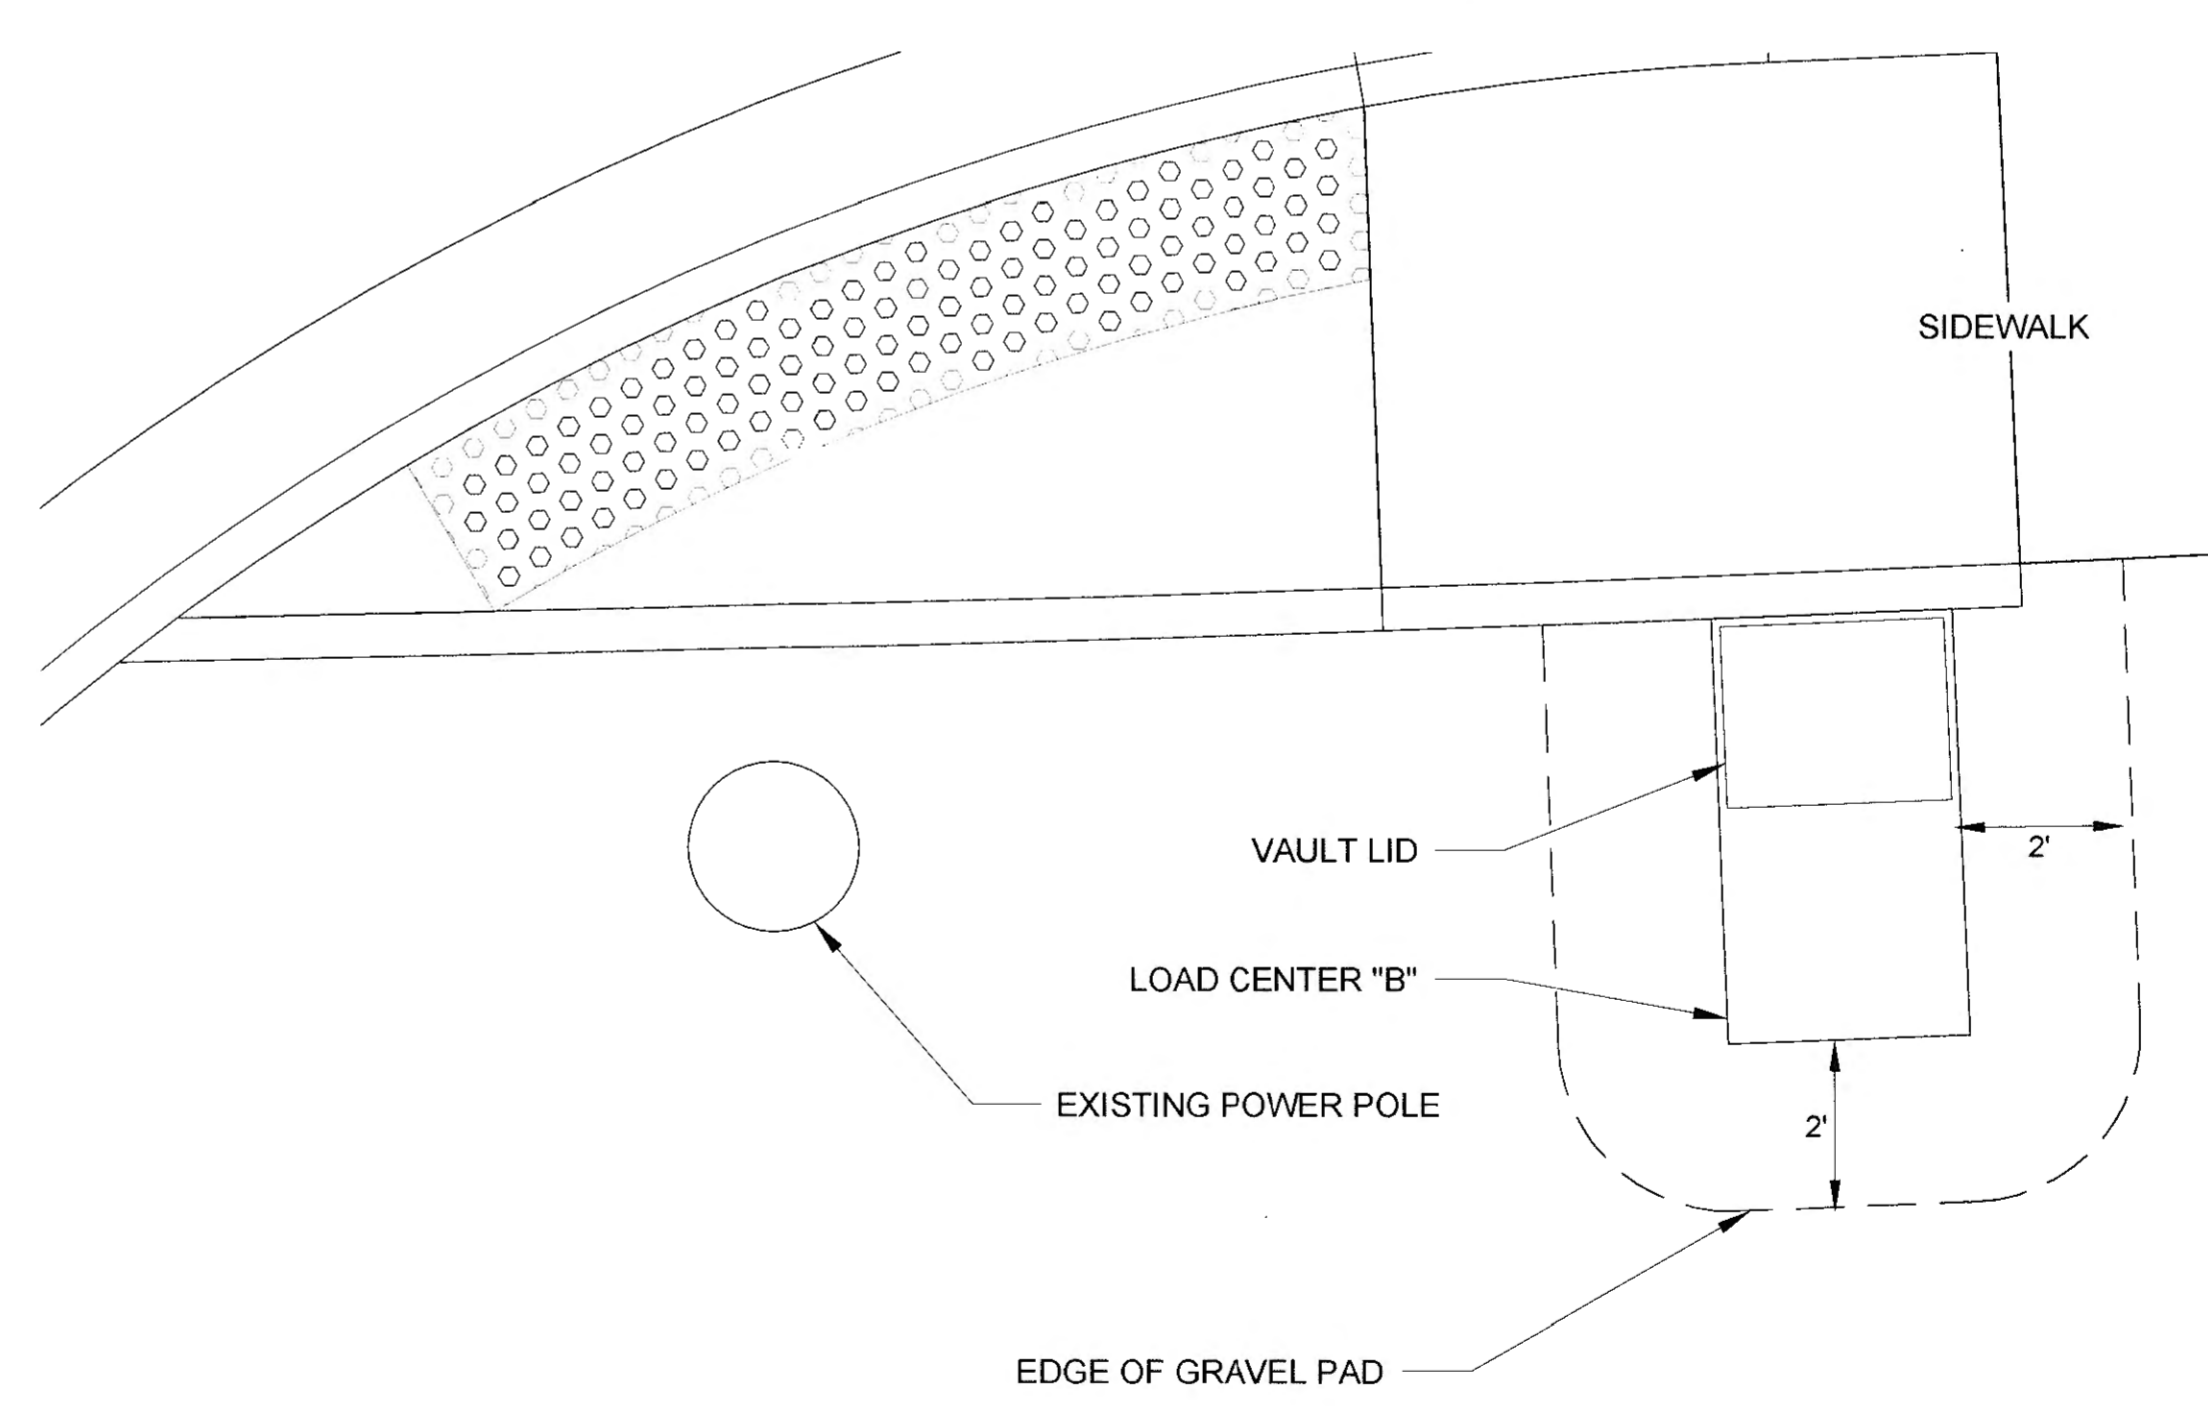 SIDEWALK
VAULT LID
2'
LOAD CENTER "B"
EXISTING POWER POLE
2'
EDGE OF GRAVEL PAD